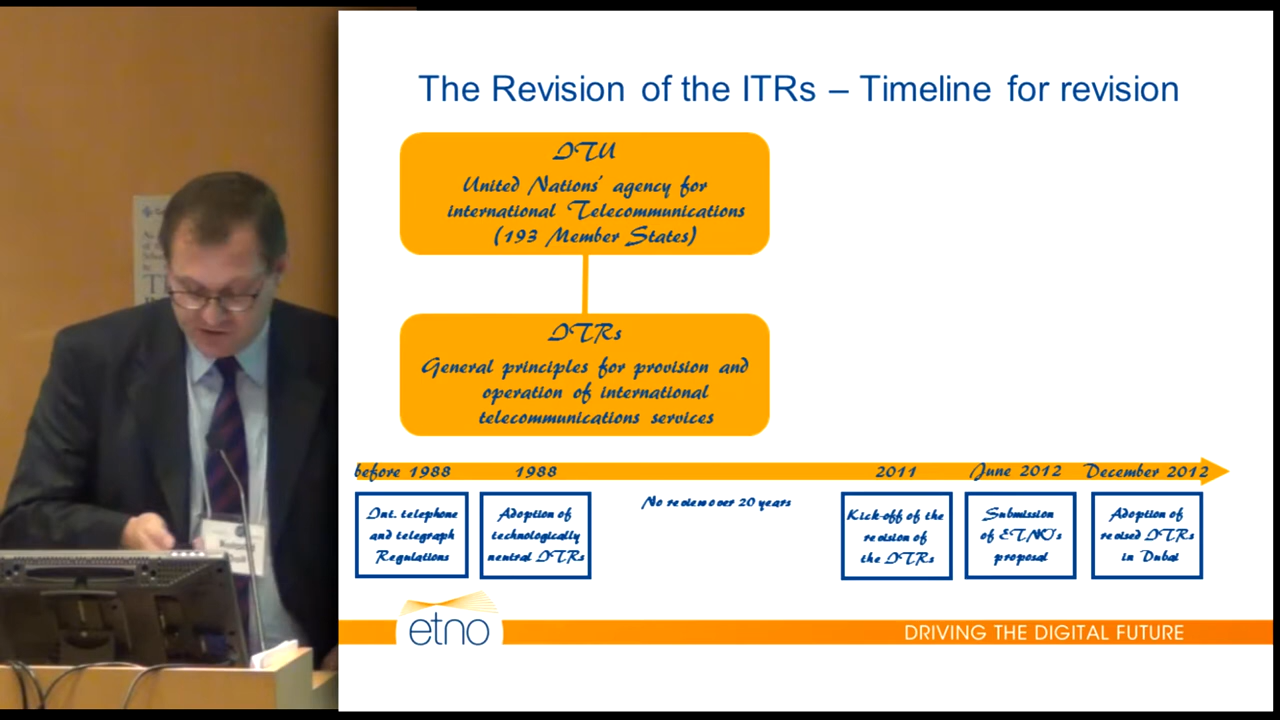 The Revision of the ITRs – Timeline for revision
ITU
United Nations' agency for
international Telecommunications
(193 Member States)
ITRs
General principles for provision and
operation of international
telecommunications services
before 1988
1988
2011
June 2012
December 2012
Int. telephone
and telegraph
Regulations
Adoption of
technologically
neutral ITRs
No review over 20 years
Kick-off of the
revision of
the ITRs
Submission
of ETNO's
proposal
Adoption of
revised ITRs
in Dubai
etno
DRIVING THE DIGITAL FUTURE